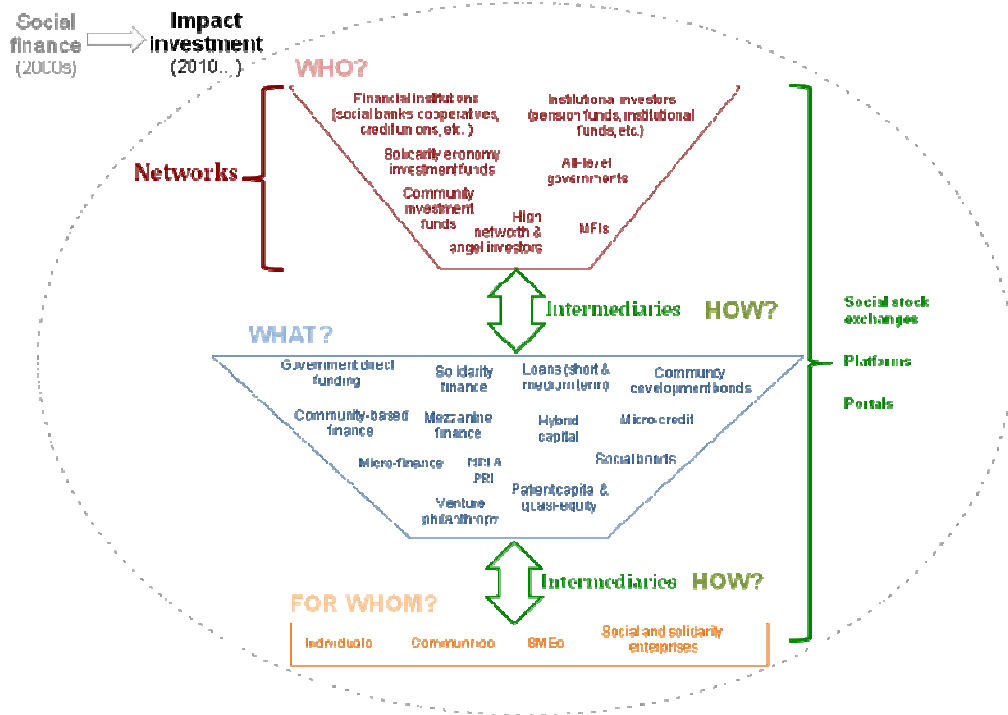 Social
finance
(2000s)
Impact
investment
(2010...)
WHO?
Financial institutions
(social banks cooperatives,
credit unions, etc. )
Institutional investors
(pension funds, institutional
funds, etc.)
Networks
Solidarity economy
investment funds
All-level
governments
Community
investment
funds
High
networth &
angel investors
MFIs
Intermediaries
HOW?
Social stock
exchanges
Platforms
Portals
WHAT?
Government direct
funding
Solidarity
finance
Loans (short &
medium term)
Community
development bonds
Community-based
finance
Mezzanine
finance
Hybrid
capital
Micro-credit
Micro-finance
PRI
Social bonds
Venture
philanthropy
Patient capital &
quasi-equity
Intermediaries
HOW?
FOR WHOM?
Individuals
Communities
SMEs
Social and solidarity
enterprises